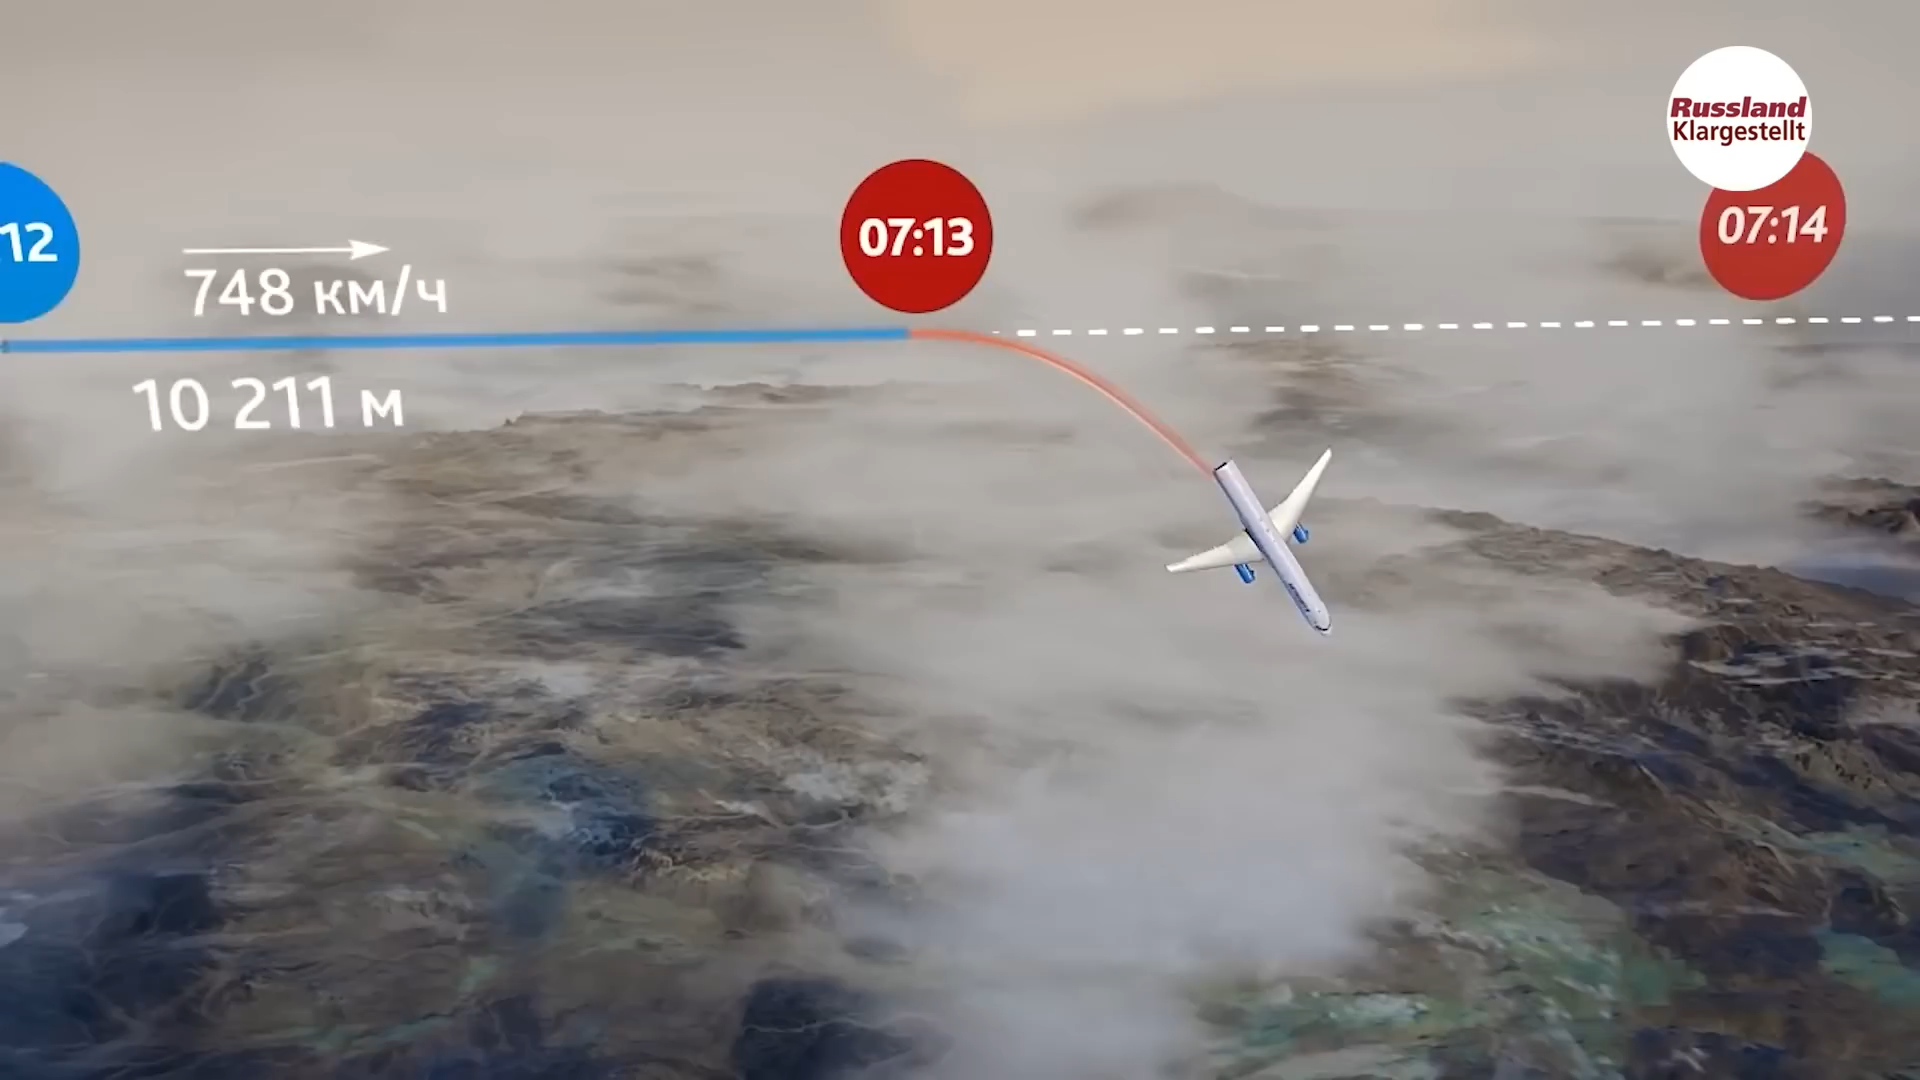 Russland
Klargestellt
12
07:13
07:14
748 км/ч
10 211 м